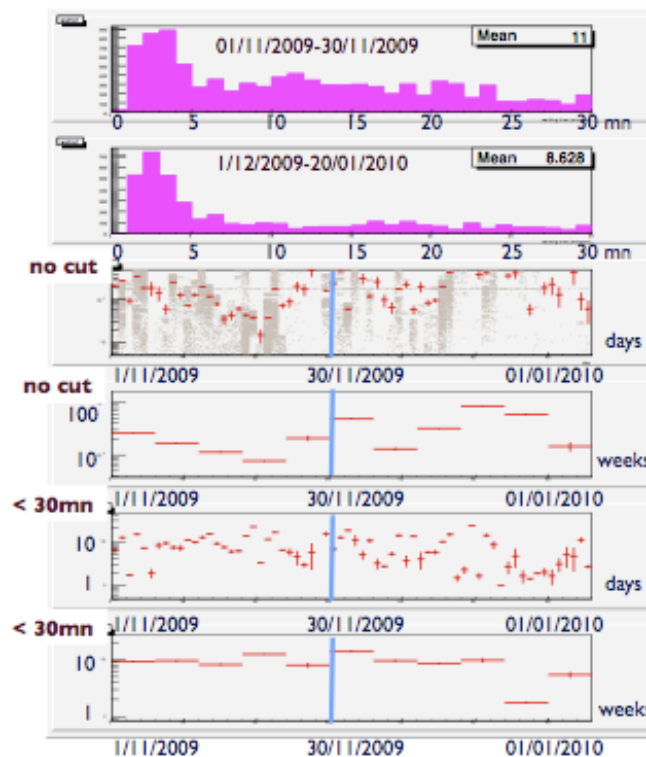 01/11/2009-30/11/2009
Mean 11
0 5 10 15 20 25 30 mn
1/12/2009-20/01/2010
Mean 8.628
0 5 10 15 20 25 30 mn
no cut
days
1/11/2009 30/11/2009 01/01/2010
no cut
100
10
weeks
1/11/2009 30/11/2009 01/01/2010
< 30mn
10
1
days
1/11/2009 30/11/2009 01/01/2010
< 30mn
10
1
weeks
1/11/2009 30/11/2009 01/01/2010